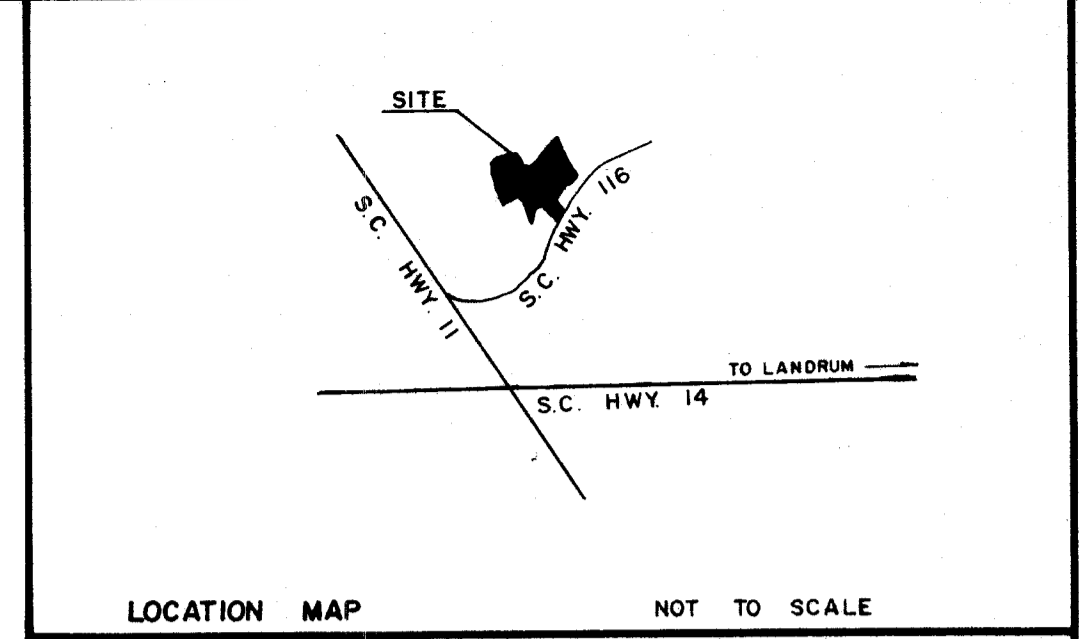 SITE
S.C. HWY. 11
S.C. HWY. 116
TO LANDRUM
S.C. HWY. 14
LOCATION MAP
NOT TO SCALE